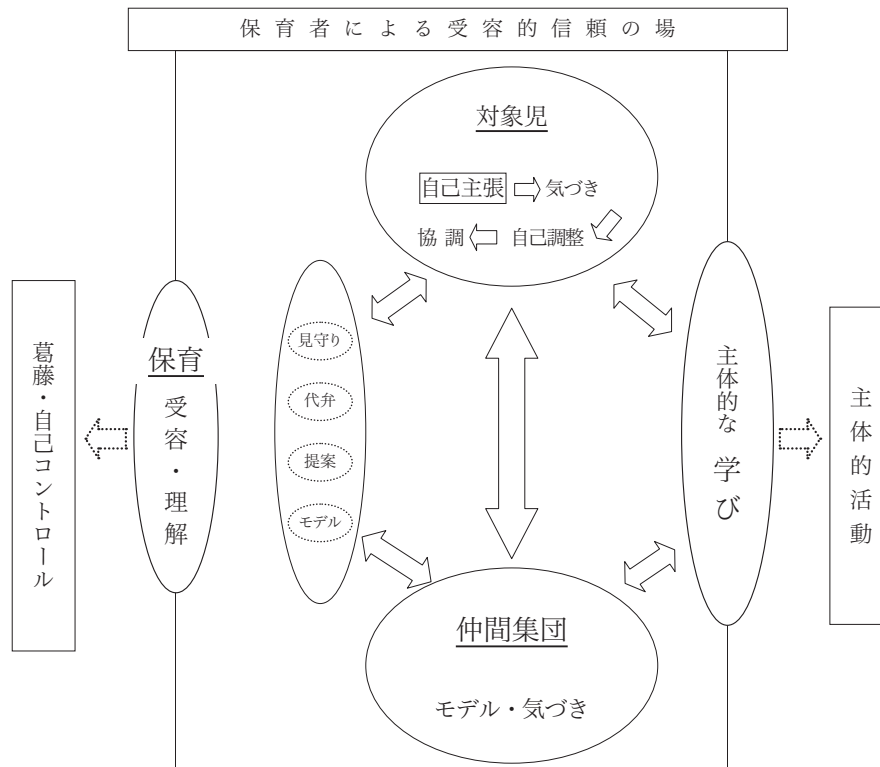 保育者による受容的信頼の場
対象児
自己主張 気づき
協調 自己調整
見守り
代弁
提案
モデル
保育
受容・理解
葛藤・自己コントロール
主体的な 学び
主体的活動
仲間集団
モデル・気づき